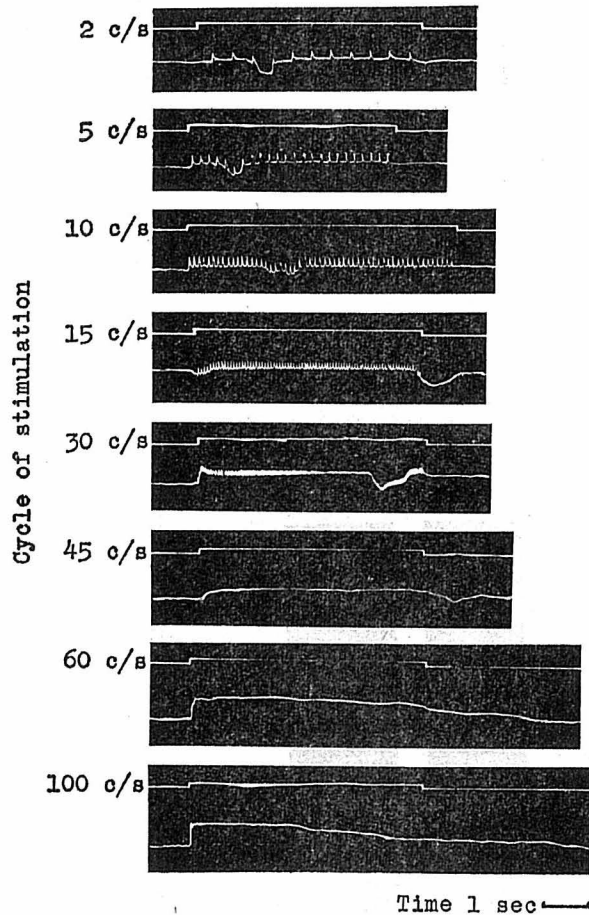 2 c/s
5 c/s
10 c/s
15 c/s
30 c/s
45 c/s
60 c/s
100 c/s
Cycle of stimulation
Time 1 sec